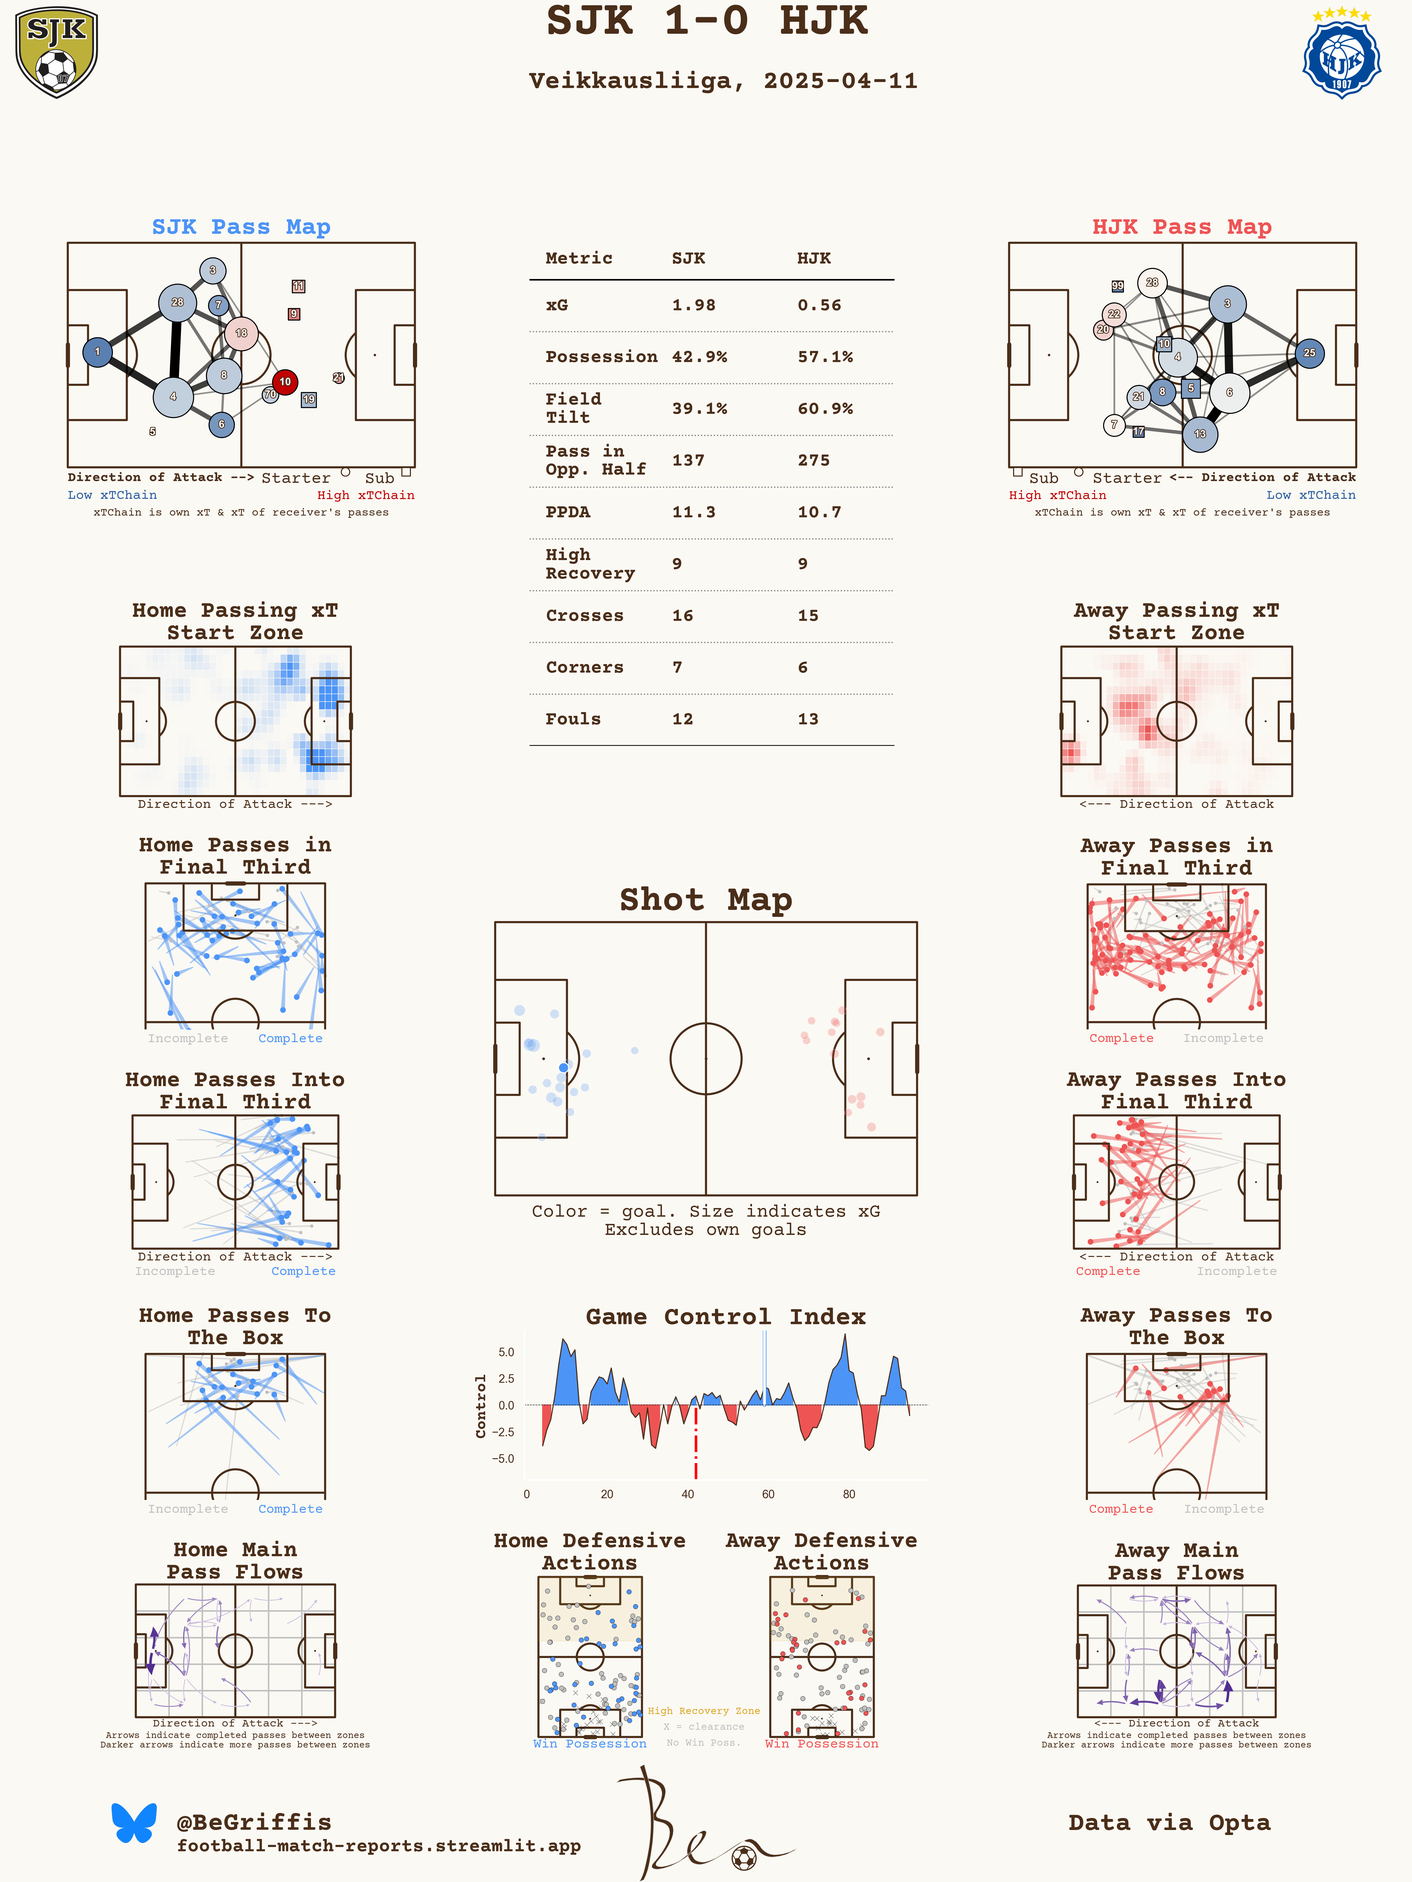 SJK 1-0 HJK
Veikkausliiga, 2025-04-11
SJK
HJK
1907
SJK Pass Map
1
28
3
7
18
8
4
6
10
70
11
9
21
19
5
Direction of Attack --> Starter Sub
Low xTChain High xTChain
xTChain is own xT & xT of receiver's passes
Metric SJK HJK
xG 1.98 0.56
Possession 42.9% 57.1%
Field
Tilt 39.1% 60.9%
Pass in
Opp. Half 137 275
PPDA 11.3 10.7
High
Recovery 9 9
Crosses 16 15
Corners 7 6
Fouls 12 13
HJK Pass Map
99
28
22
20
3
10
4
25
21
8
5
6
7
17
13
Sub Starter <-- Direction of Attack
High xTChain Low xTChain
xTChain is own xT & xT of receiver's passes
Home Passing xT
Start Zone
Direction of Attack --->
Away Passing xT
Start Zone
<--- Direction of Attack
Home Passes in
Final Third
Incomplete Complete
Away Passes in
Final Third
Complete Incomplete
Shot Map
Color = goal. Size indicates xG
Excludes own goals
Home Passes Into
Final Third
Direction of Attack --->
Incomplete Complete
Away Passes Into
Final Third
<--- Direction of Attack
Complete Incomplete
Home Passes To
The Box
Incomplete Complete
Game Control Index
Control
5.0
2.5
0.0
−2.5
−5.0
0 20 40 60 80
Away Passes To
The Box
Complete Incomplete
Home Main
Pass Flows
Direction of Attack --->
Arrows indicate completed passes between zones
Darker arrows indicate more passes between zones
Home Defensive
Actions
Win Possession
Away Defensive
Actions
Win Possession
High Recovery Zone
X = clearance
No Win Poss.
Away Main
Pass Flows
<--- Direction of Attack
Arrows indicate completed passes between zones
Darker arrows indicate more passes between zones
@BeGriffis
football-match-reports.streamlit.app
Ben
Data via Opta